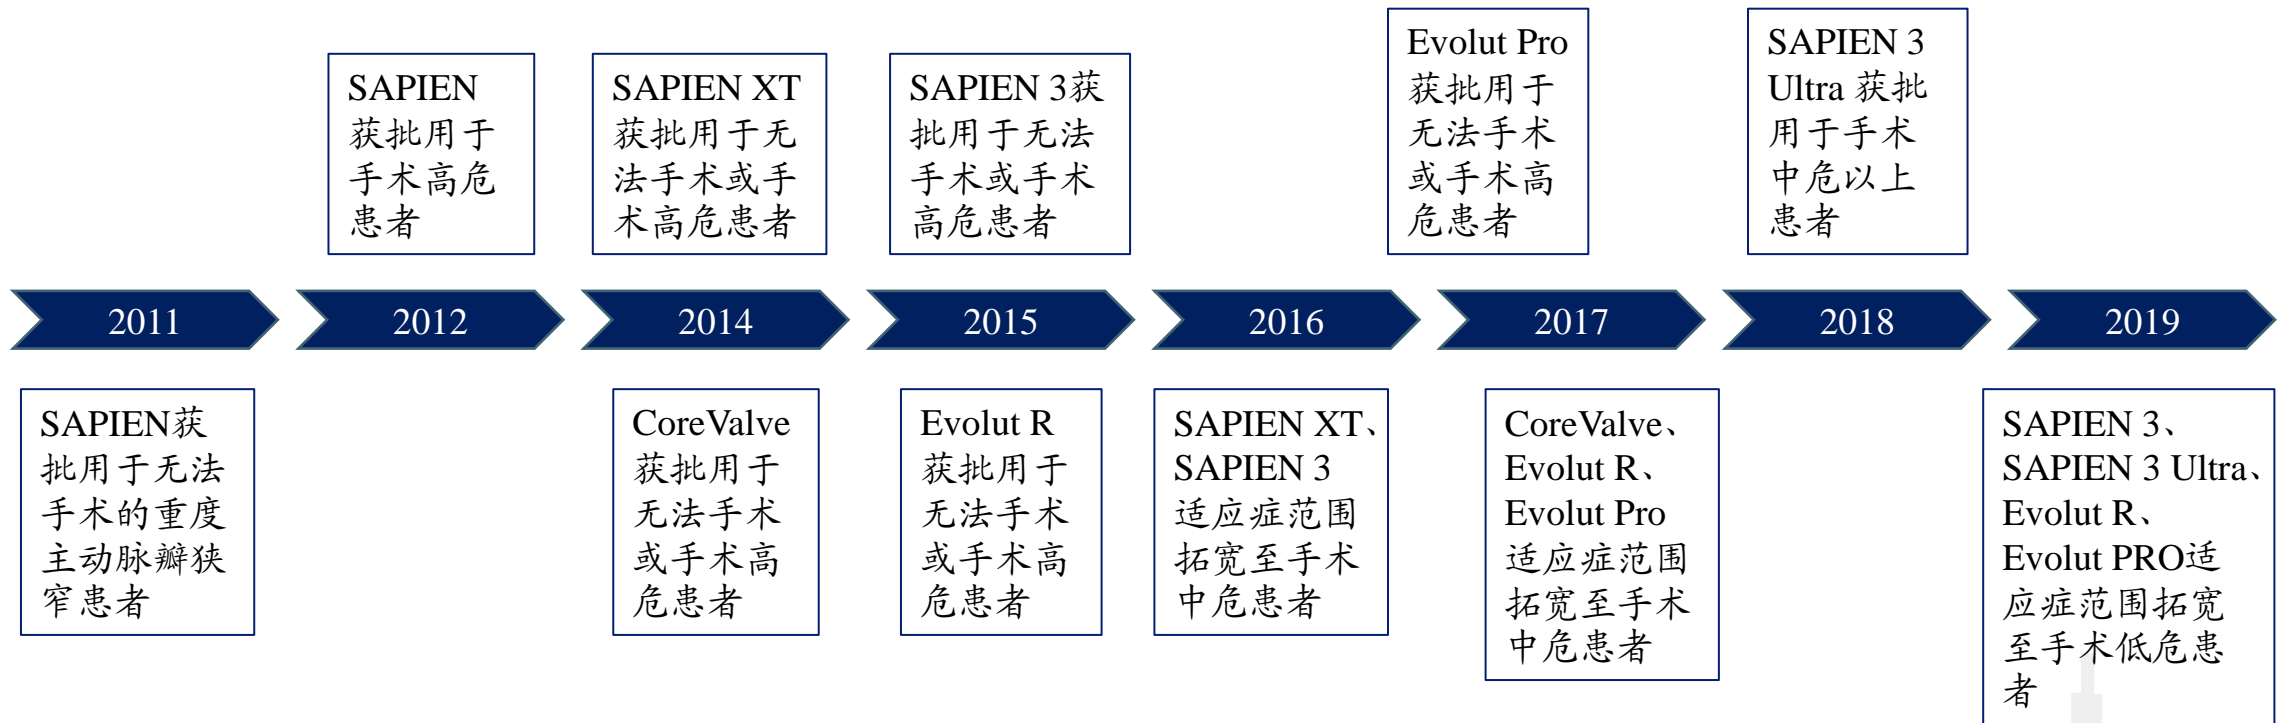 SAPIEN
获批用于
手术高危
患者
SAPIEN XT
获批用于无
法手术或手
术高危患者
SAPIEN 3获
批用于无法
手术或手术
高危患者
Evolut Pro
获批用于
无法手术
或手术高
危患者
SAPIEN 3
Ultra 获批
用于手术
中危以上
患者
2011
2012
2014
2015
2016
2017
2018
2019
SAPIEN获
批用于无法
手术的重度
主动脉瓣狭
窄患者
CoreValve
获批用于
无法手术
或手术高
危患者
Evolut R
获批用于
无法手术
或手术高
危患者
SAPIEN XT、
SAPIEN 3
适应症范围
拓宽至手术
中危患者
CoreValve、
Evolut R、
Evolut Pro
适应症范围
拓宽至手术
中危患者
SAPIEN 3、
SAPIEN 3 Ultra、
Evolut R、
Evolut PRO适
应症范围拓宽
至手术低危患
者